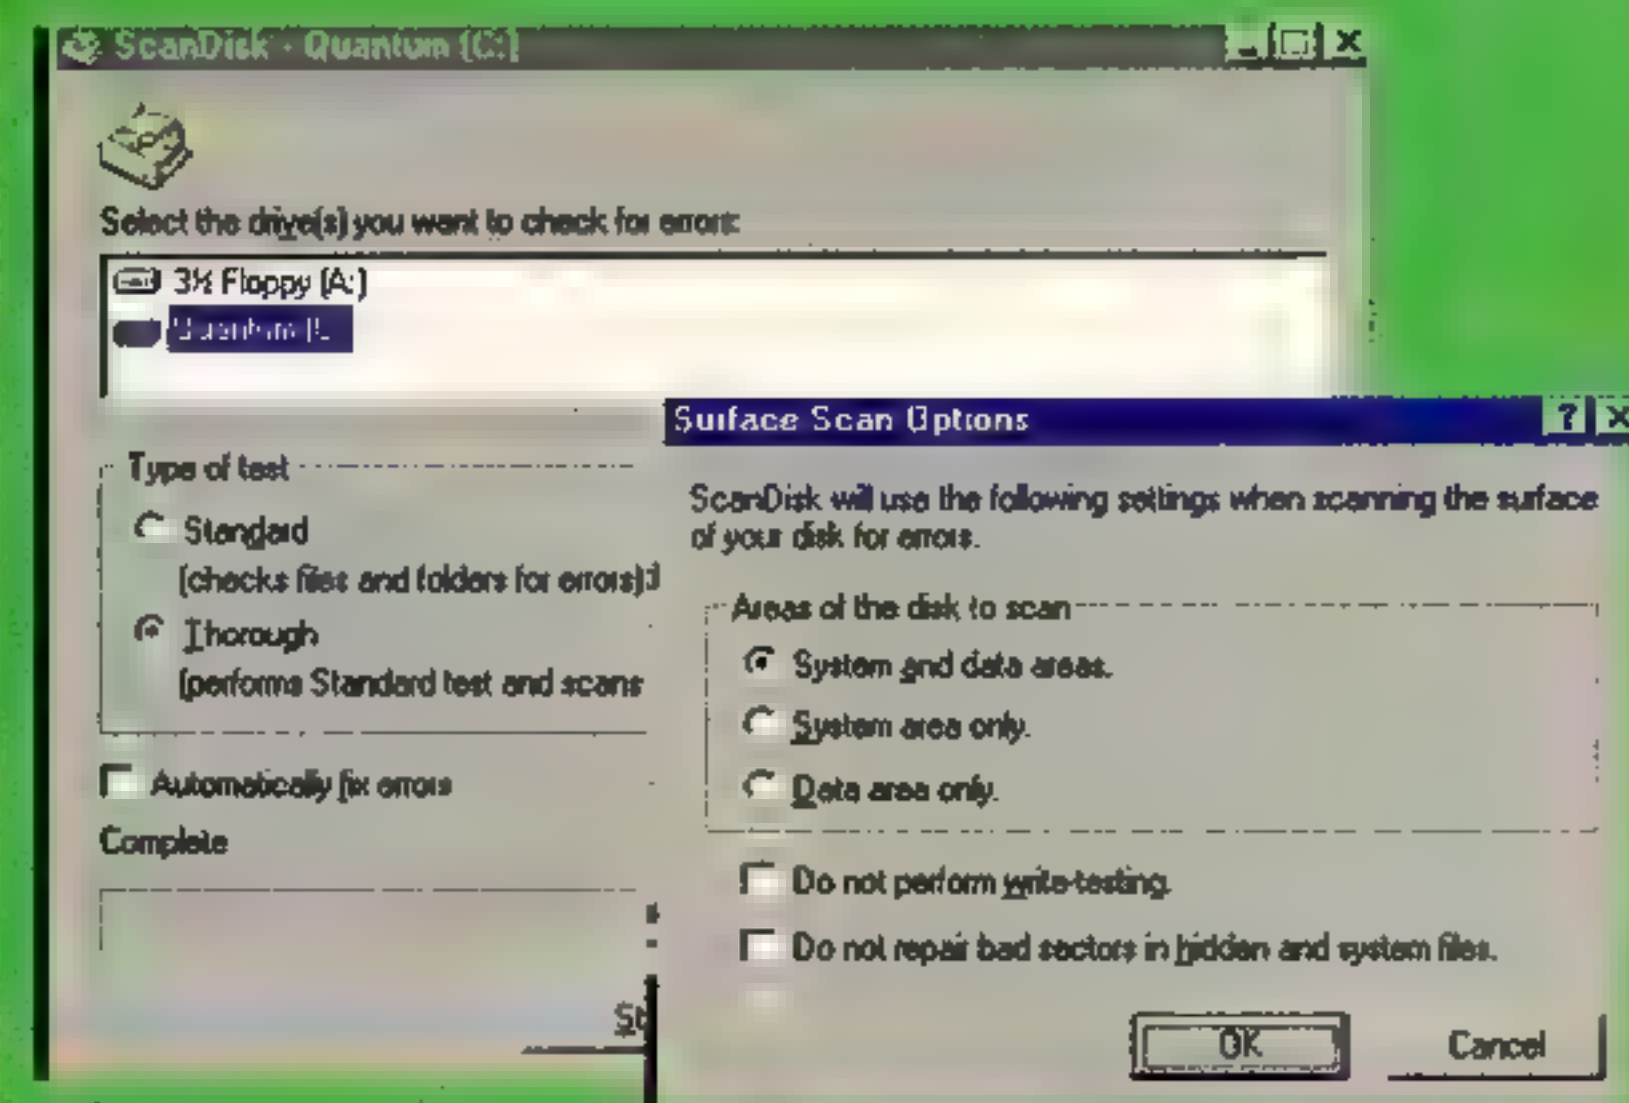 ScanDisk - Quantum (C:)
Select the drive(s) you want to check for errors:
3½ Floppy (A:)
Quantum (C
Type of test
Standard
(checks files and folders for errors)
Thorough
(performs Standard test and scans
Automatically fix errors
Complete
St
Surface Scan Options
ScanDisk will use the following settings when scanning the surface
of your disk for errors.
Areas of the disk to scan
System and data areas.
System area only.
Data area only.
Do not perform write-testing.
Do not repair bad sectors in hidden and system files.
OK
Cancel